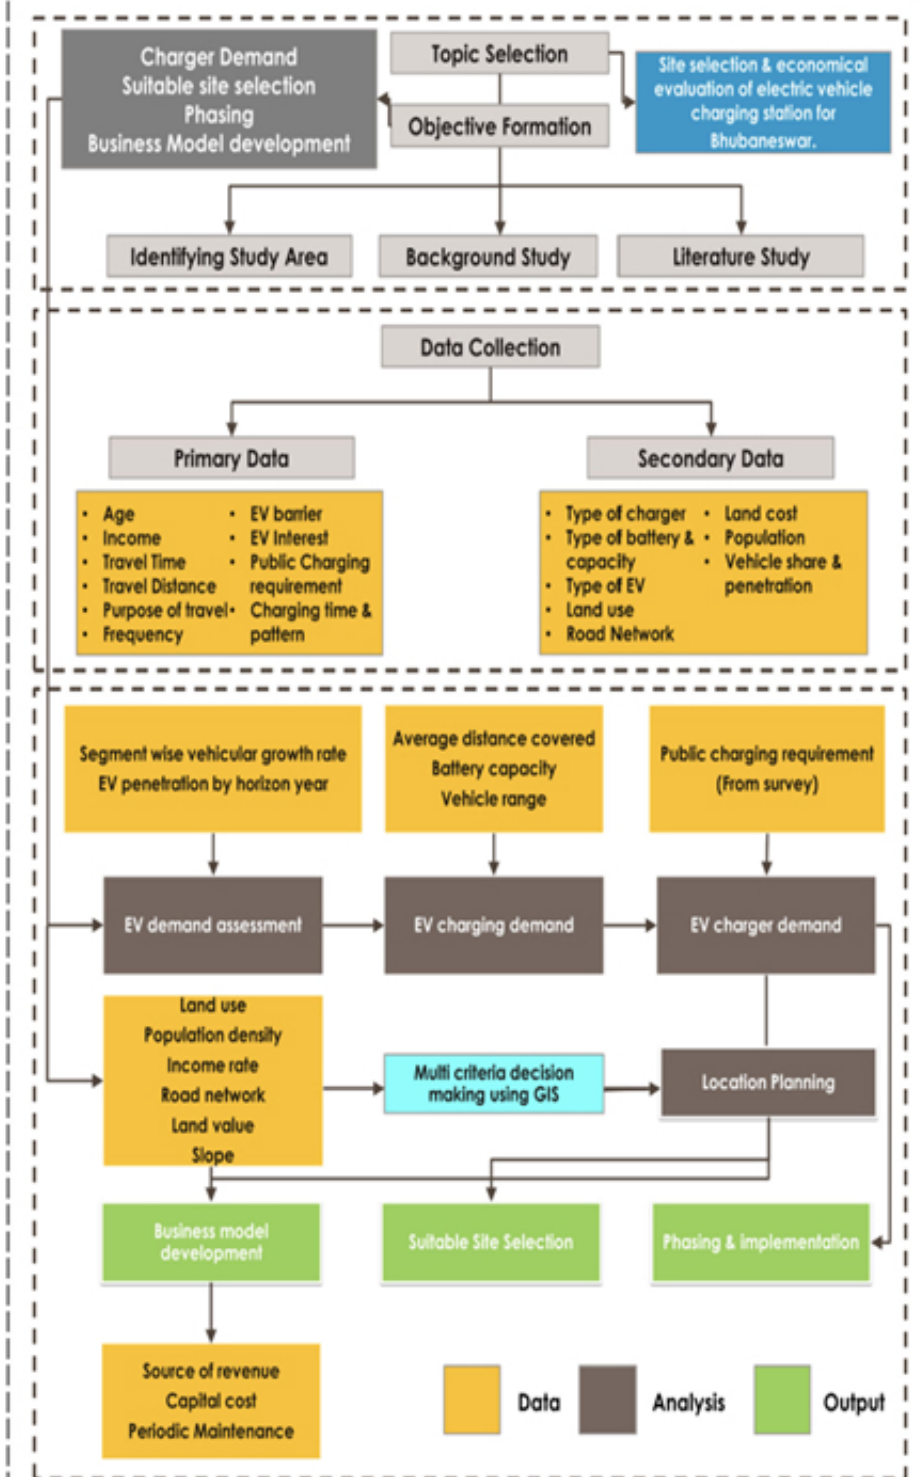 Charger Demand
Suitable site selection
Phasing
Business Model development
Topic Selection
Objective Formation
Site selection & economical
evaluation of electric vehicle
charging station for
Bhubaneswar.
Identifying Study Area
Background Study
Literature Study
Data Collection
Primary Data
Secondary Data
• Age
• Income
• Travel Time
• Travel Distance
• Purpose of travel
• Frequency
• EV barrier
• EV Interest
• Public Charging
requirement
• Charging time &
pattern
• Type of charger
• Type of battery &
capacity
• Type of EV
• Land use
• Road Network
• Land cost
• Population
• Vehicle share &
penetration
Segment wise vehicular growth rate
EV penetration by horizon year
Average distance covered
Battery capacity
Vehicle range
Public charging requirement
(From survey)
EV demand assessment
EV charging demand
EV charger demand
Land use
Population density
Income rate
Road network
Land value
Slope
Multi criteria decision
making using GIS
Location Planning
Business model
development
Suitable Site Selection
Phasing & implementation
Source of revenue
Capital cost
Periodic Maintenance
Data
Analysis
Output